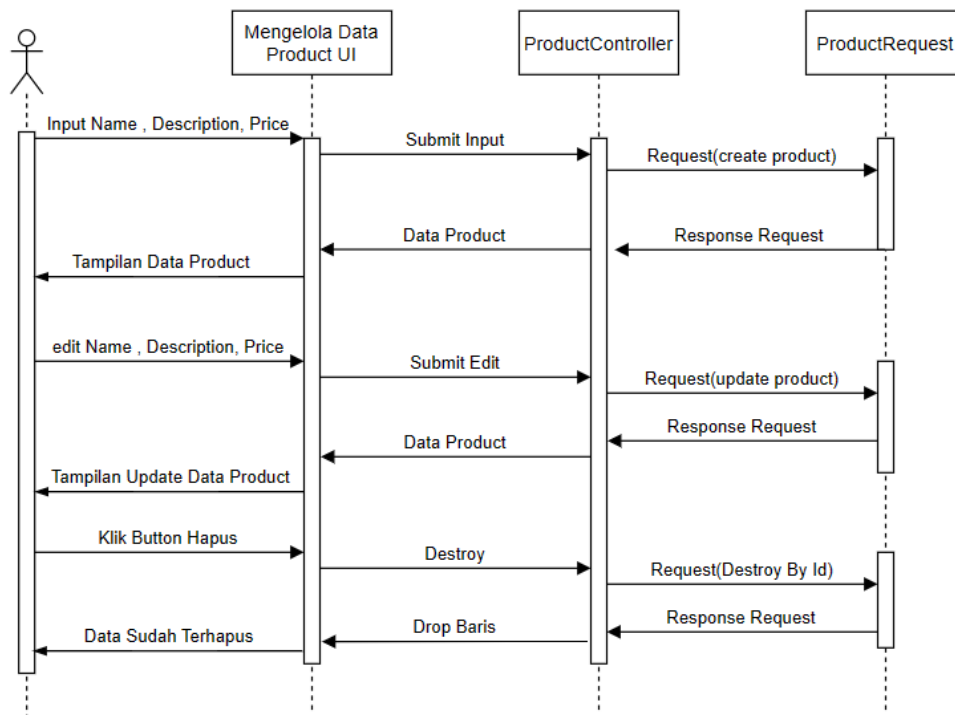 Mengelola Data
Product UI
ProductController
ProductRequest
Input Name , Description, Price
Submit Input
Request(create product)
Data Product
Response Request
Tampilan Data Product
edit Name , Description, Price
Submit Edit
Request(update product)
Response Request
Data Product
Tampilan Update Data Product
Klik Button Hapus
Destroy
Request(Destroy By Id)
Response Request
Drop Baris
Data Sudah Terhapus